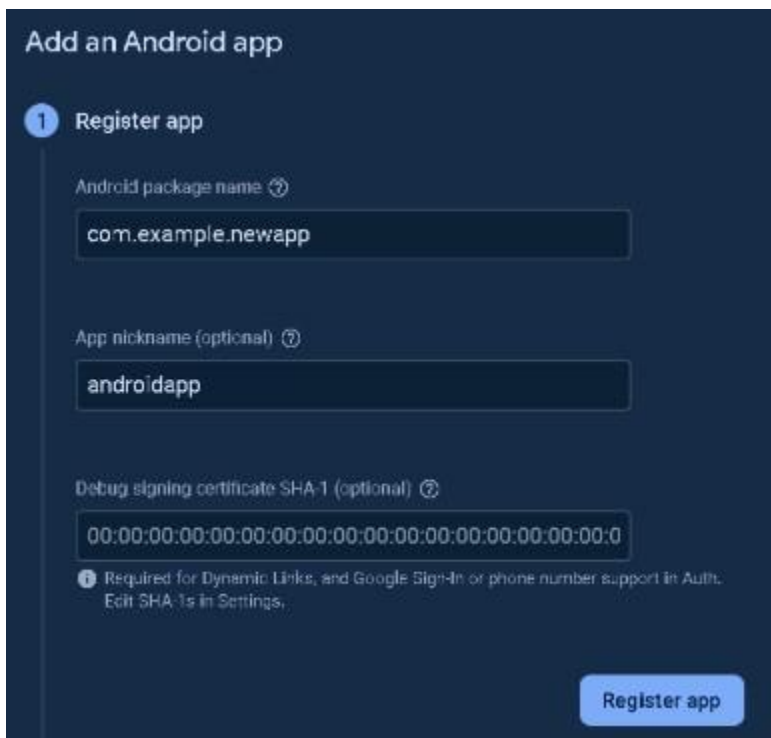 Add an Android app
1 Register app
Android package name
com.example.newapp
App nickname (optional)
androidapp
Debug signing certificate SHA-1 (optional)
00:00:00:00:00:00:00:00:00:00:00:00:00:00:00:00:0
Required for Dynamic Links, and Google Sign-In or phone number support in Auth.
Edit SHA-1s in Settings.
Register app